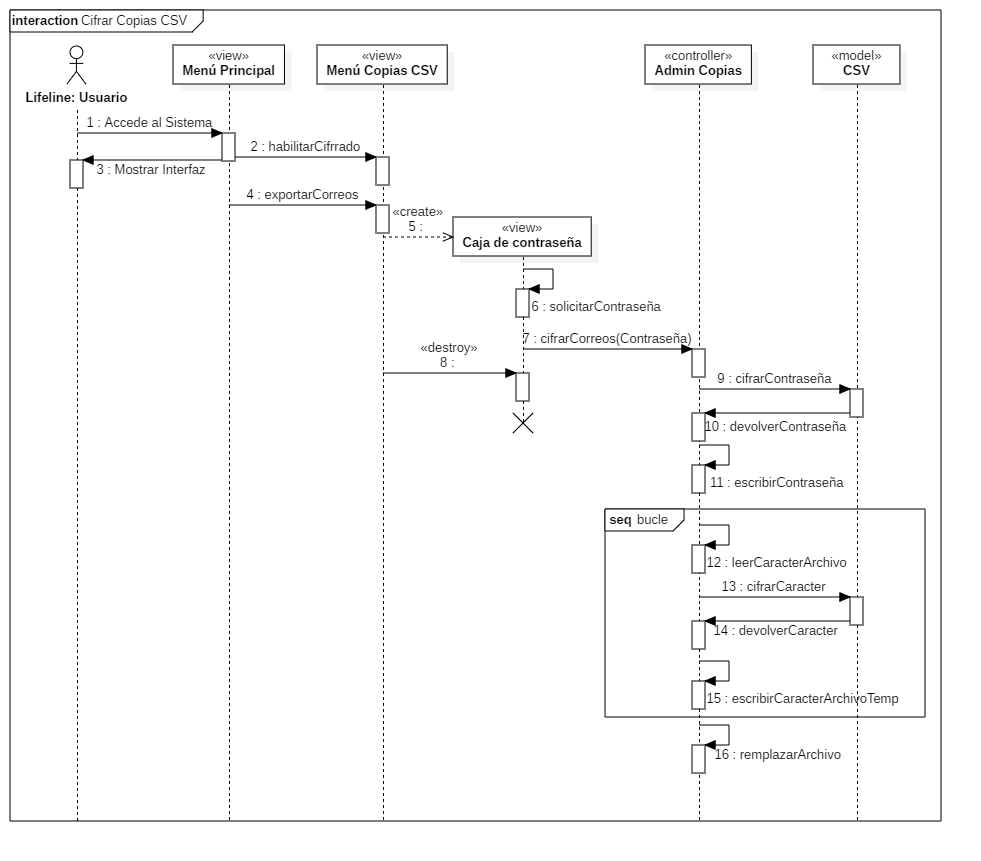 interaction Cifrar Copias CSV
«view»
Menú Principal
«view»
Menú Copias CSV
«controller»
Admin Copias
«model»
CSV
Lifeline: Usuario
1 : Accede al Sistema
2 : habilitarCifrrado
3 : Mostrar Interfaz
4 : exportarCorreos
«create»
5 :
«view»
Caja de contraseña
6 : solicitarContraseña
7 : cifrarCorreos(Contraseña)
«destroy»
8 :
9 : cifrarContraseña
10 : devolverContraseña
11 : escribirContraseña
seq bucle
12 : leerCaracterArchivo
13 : cifrarCaracter
14 : devolverCaracter
15 : escribirCaracterArchivoTemp
16 : remplazarArchivo